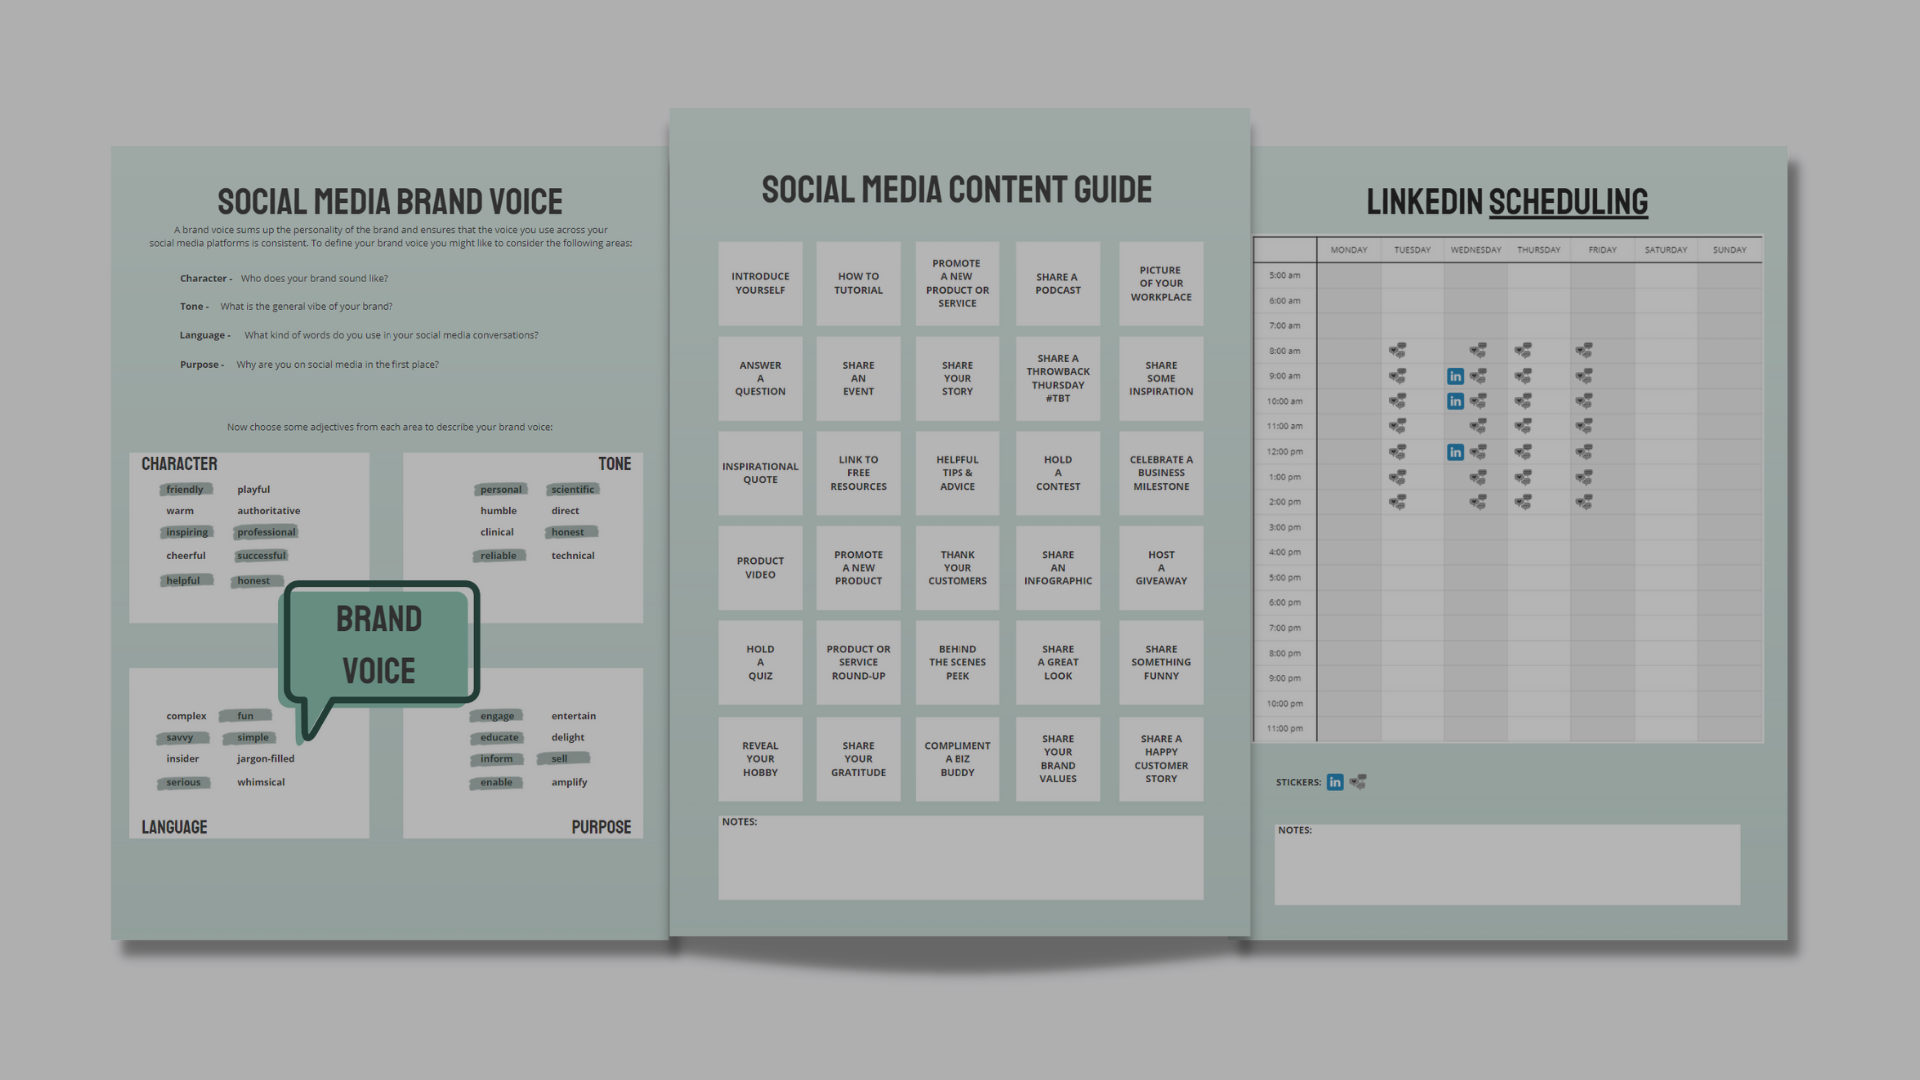 SOCIAL MEDIA BRAND VOICE
A brand voice sums up the personality of the brand and ensures that the voice you use across your
social media platforms is consistent. To define your brand voice you might like to consider the following areas:
Character - Who does your brand sound like?
Tone - What is the general vibe of your brand?
Language - What kind of words do you use in your social media conversations?
Purpose - Why are you on social media in the first place?
Now choose some adjectives from each area to describe your brand voice:
CHARACTER
friendly playful
warm authoritative
inspiring professional
cheerful successful
helpful honest
TONE
personal scientific
humble direct
clinical honest
reliable technical
BRAND
VOICE
complex fun
savvy simple
insider jargon-filled
serious whimsical
LANGUAGE
engage entertain
educate delight
inform sell
enable amplify
PURPOSE
SOCIAL MEDIA CONTENT GUIDE
INTRODUCE
YOURSELF
HOW TO
TUTORIAL
PROMOTE
A NEW
PRODUCT OR
SERVICE
SHARE A
PODCAST
PICTURE
OF YOUR
WORKPLACE
ANSWER
A
QUESTION
SHARE
AN
EVENT
SHARE
YOUR
STORY
SHARE A
THROWBACK
THURSDAY
#TBT
SHARE
SOME
INSPIRATION
INSPIRATIONAL
QUOTE
LINK TO
FREE
RESOURCES
HELPFUL
TIPS &
ADVICE
HOLD
A
CONTEST
CELEBRATE A
BUSINESS
MILESTONE
PRODUCT
VIDEO
PROMOTE
A NEW
PRODUCT
THANK
YOUR
CUSTOMERS
SHARE
AN
INFOGRAPHIC
HOST
A
GIVEAWAY
HOLD
A
QUIZ
PRODUCT OR
SERVICE
ROUND-UP
BEHIND
THE SCENES
PEEK
SHARE
A GREAT
LOOK
SHARE
SOMETHING
FUNNY
REVEAL
YOUR
HOBBY
SHARE
YOUR
GRATITUDE
COMPLIMENT
A BIZ
BUDDY
SHARE
YOUR
BRAND
VALUES
SHARE A
HAPPY
CUSTOMER
STORY
NOTES:
LINKEDIN SCHEDULING
MONDAY TUESDAY WEDNESDAY THURSDAY FRIDAY SATURDAY SUNDAY
5:00 am
6:00 am
7:00 am
8:00 am
9:00 am in
10:00 am in
11:00 am
12:00 pm in
1:00 pm
2:00 pm
3:00 pm
4:00 pm
5:00 pm
6:00 pm
7:00 pm
8:00 pm
9:00 pm
10:00 pm
11:00 pm
STICKERS: in
NOTES: